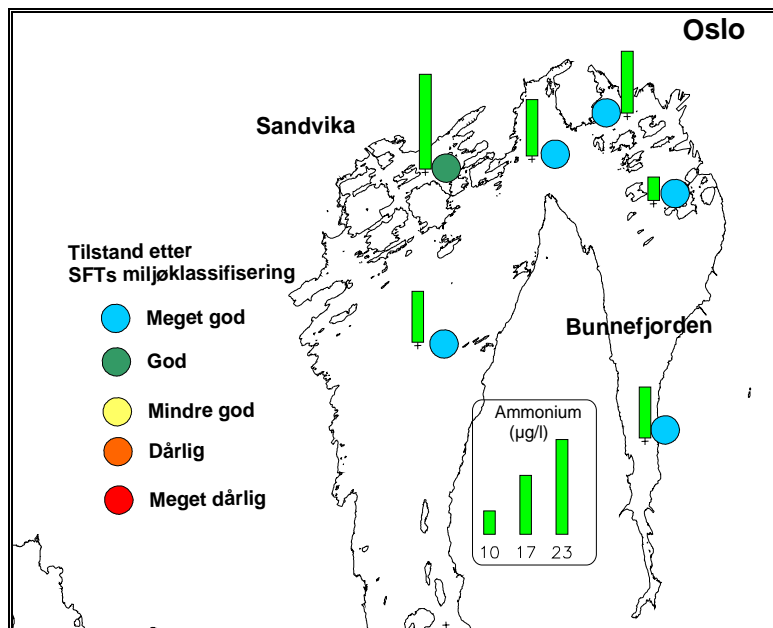 Oslo
Sandvika
Tilstand etter
SFTs miljøklassifisering
Meget god
God
Mindre god
Dårlig
Meget dårlig
Bunnefjorden
Ammonium
(µg/l)
10 17 23